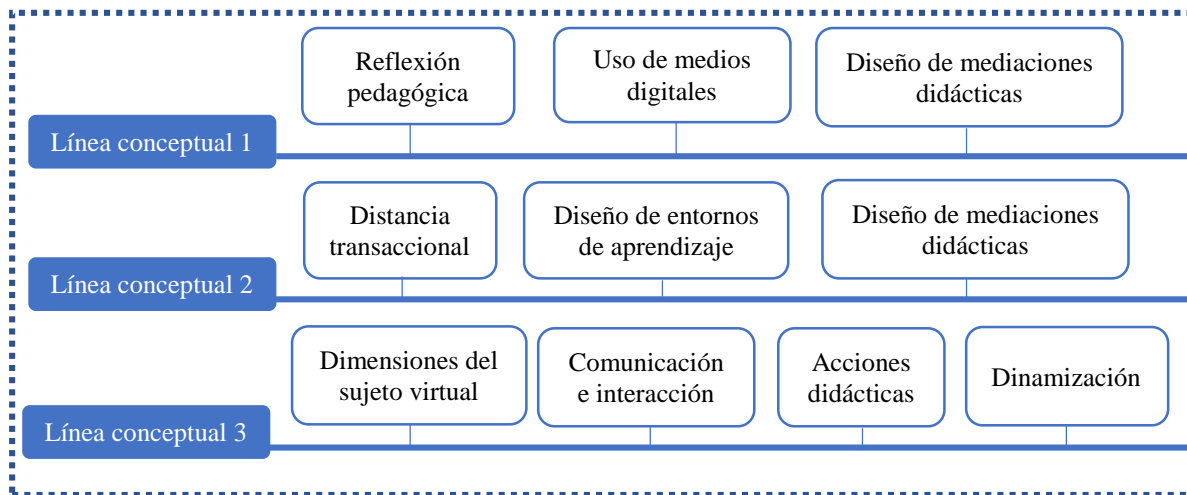 Reflexión
pedagógica
Uso de medios
digitales
Diseño de mediaciones
didácticas
Línea conceptual 1
Distancia
transaccional
Diseño de entornos
de aprendizaje
Diseño de mediaciones
didácticas
Línea conceptual 2
Dimensiones del
sujeto virtual
Comunicación
e interacción
Acciones
didácticas
Dinamización
Línea conceptual 3